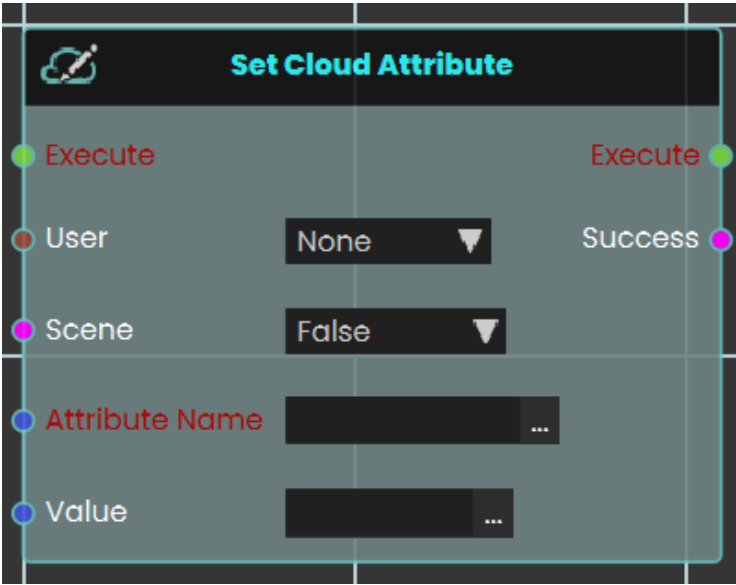 Set Cloud Attribute
Execute Execute
User None Success
Scene False
Attribute Name ...
Value ...